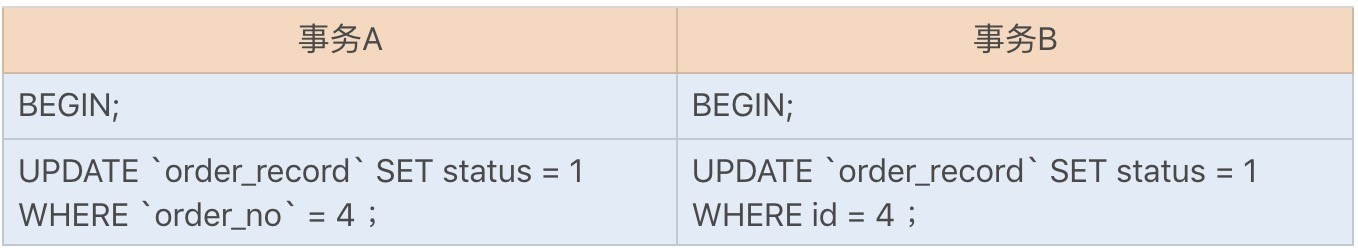 事务A
事务B
BEGIN;
BEGIN;
UPDATE `order_record` SET status = 1
WHERE `order_no` = 4；
UPDATE `order_record` SET status = 1
WHERE id = 4；